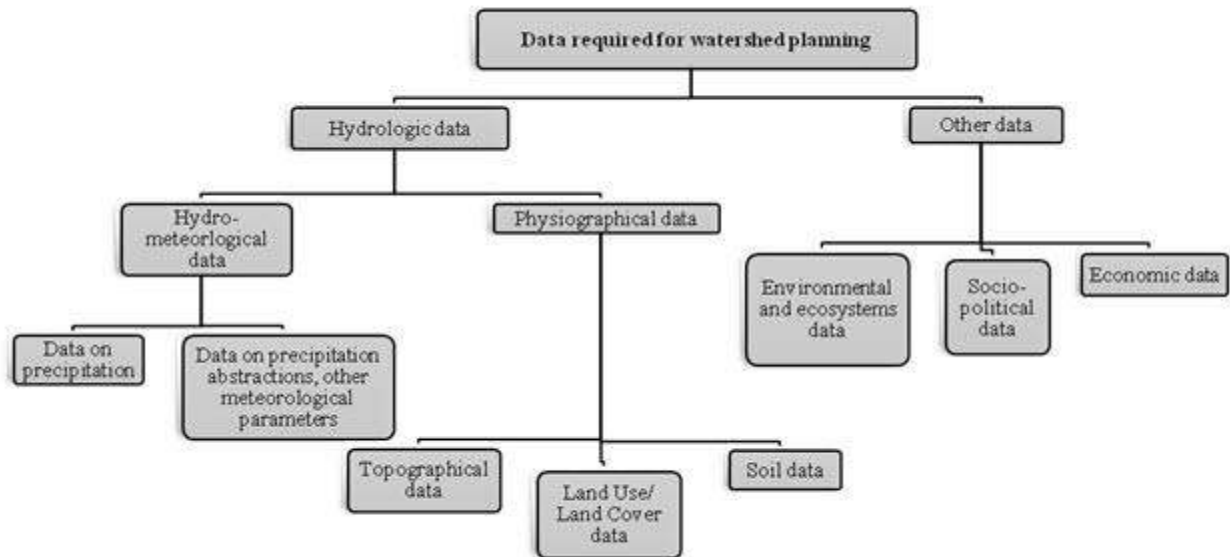 Data required for watershed planning
Hydrologic data
Other data
Hydro-
meteorlogical
data
Physiographical data
Environmental
and ecosystems
data
Socio-
political
data
Economic data
Data on
precipitation
Data on precipitation
abstractions, other
meteorological
parameters
Topographical
data
Land Use/
Land Cover
data
Soil data